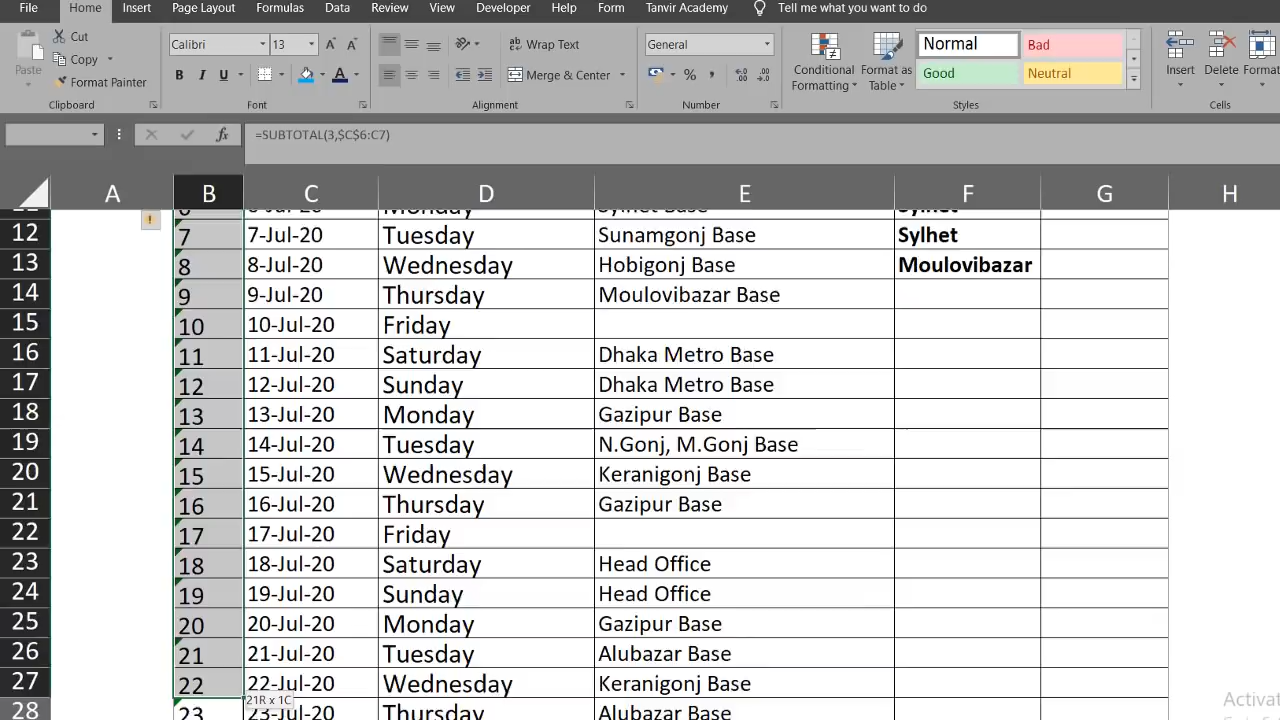 File Home Insert Page Layout Formulas Data Review View Developer Help Form Tanvir Academy Tell me what you want to do
Paste Cut Copy Format Painter
Calibri 13
B I U A
Wrap Text
Merge & Center
General
% ,
Conditional Formatting
Format as Table
Normal Bad
Good Neutral
Insert Delete Format
Clipboard Font Alignment Number Styles Cells
fx =SUBTOTAL(3,$C$6:C7)
A B C D E F G H
12 7 7-Jul-20 Tuesday Sunamgonj Base Sylhet
13 8 8-Jul-20 Wednesday Hobigonj Base Moulovibazar
14 9 9-Jul-20 Thursday Moulovibazar Base
15 10 10-Jul-20 Friday
16 11 11-Jul-20 Saturday Dhaka Metro Base
17 12 12-Jul-20 Sunday Dhaka Metro Base
18 13 13-Jul-20 Monday Gazipur Base
19 14 14-Jul-20 Tuesday N.Gonj, M.Gonj Base
20 15 15-Jul-20 Wednesday Keranigonj Base
21 16 16-Jul-20 Thursday Gazipur Base
22 17 17-Jul-20 Friday
23 18 18-Jul-20 Saturday Head Office
24 19 19-Jul-20 Sunday Head Office
25 20 20-Jul-20 Monday Gazipur Base
26 21 21-Jul-20 Tuesday Alubazar Base
27 22 22-Jul-20 Wednesday Keranigonj Base
21R x 1C
28 23 23-Jul-20 Thursday Alubazar Base
Activat